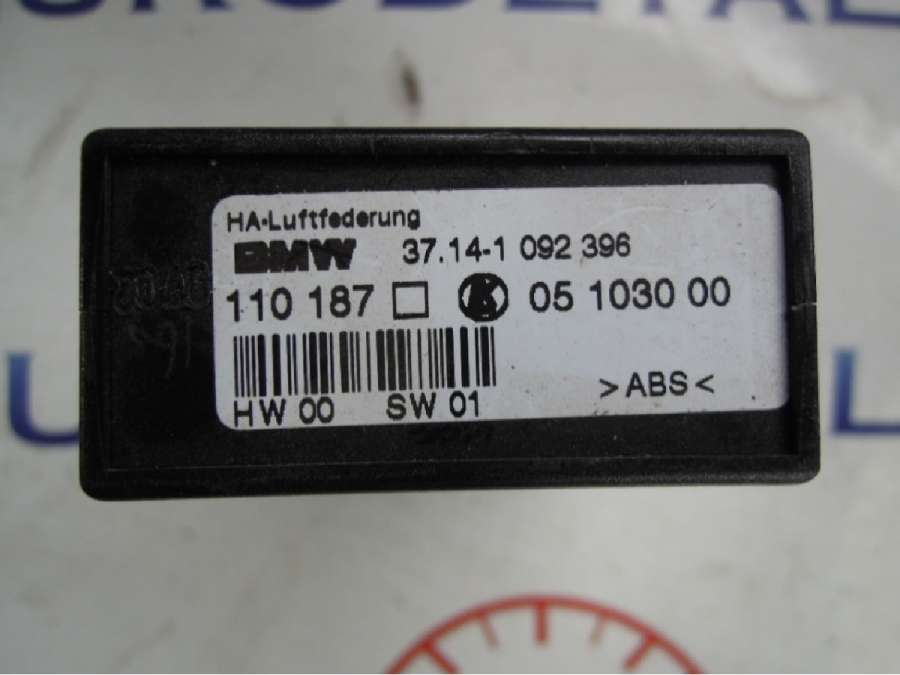 HA-Luftfederung
BMW 37.14-1 092 396
110 187 K 05 1030 00
HW 00 SW 01
>ABS<